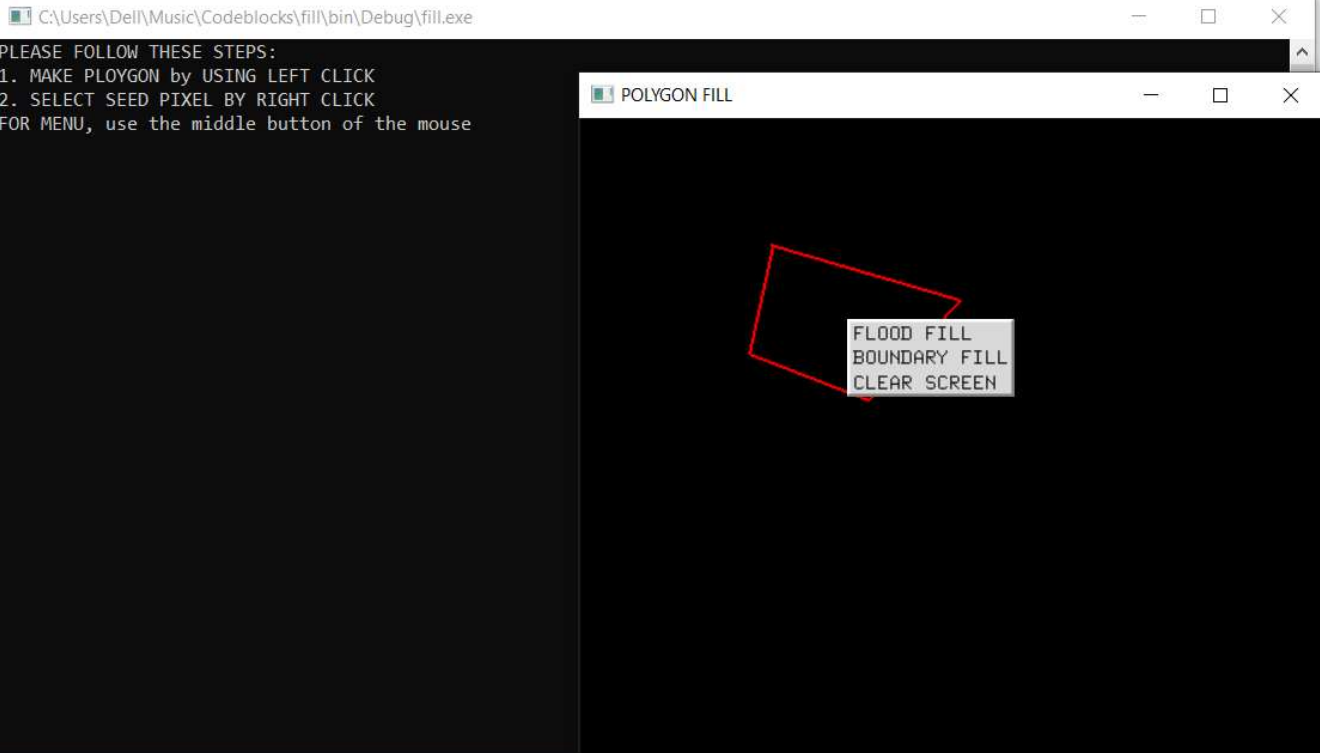 C:\Users\Dell\Music\Codeblocks\fill\bin\Debug\fill.exe
PLEASE FOLLOW THESE STEPS:
1. MAKE PLOYGON by USING LEFT CLICK
2. SELECT SEED PIXEL BY RIGHT CLICK
FOR MENU, use the middle button of the mouse
POLYGON FILL
FLOOD FILL
BOUNDARY FILL
CLEAR SCREEN